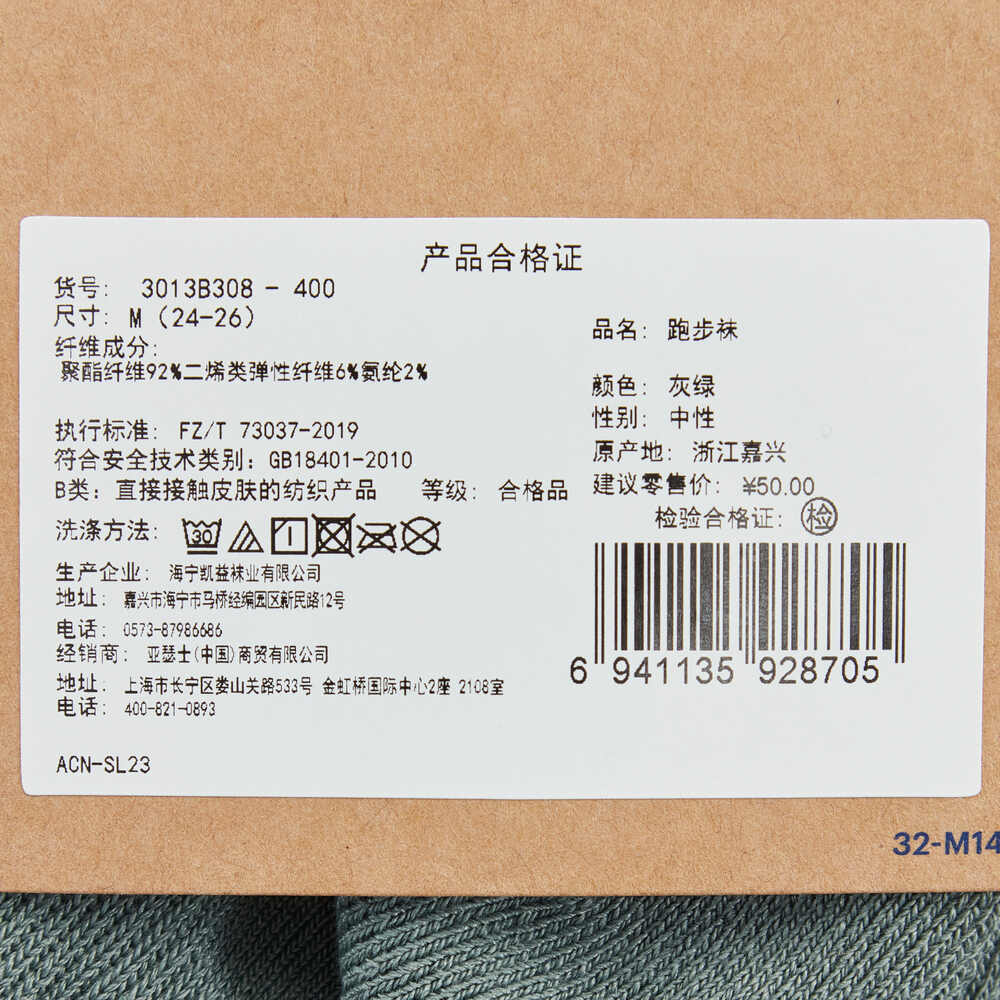 产品合格证
货号: 3013B308 - 400
尺寸: M (24-26)
纤维成分:
聚酯纤维92%二烯类弹性纤维6%氨纶2%
执行标准: FZ/T 73037-2019
符合安全技术类别: GB18401-2010
B类: 直接接触皮肤的纺织产品 等级: 合格品
洗涤方法: 30
生产企业: 海宁凯益袜业有限公司
地址: 嘉兴市海宁市马桥经编园区新民路12号
电话: 0573-87986686
经销商: 亚瑟士(中国)商贸有限公司
地址: 上海市长宁区娄山关路533号 金虹桥国际中心2座 2108室
电话: 400-821-0893
ACN-SL23
品名: 跑步袜
颜色: 灰绿
性别: 中性
原产地: 浙江嘉兴
建议零售价: ¥50.00
检验合格证: 检
6 941135 928705
32-M14